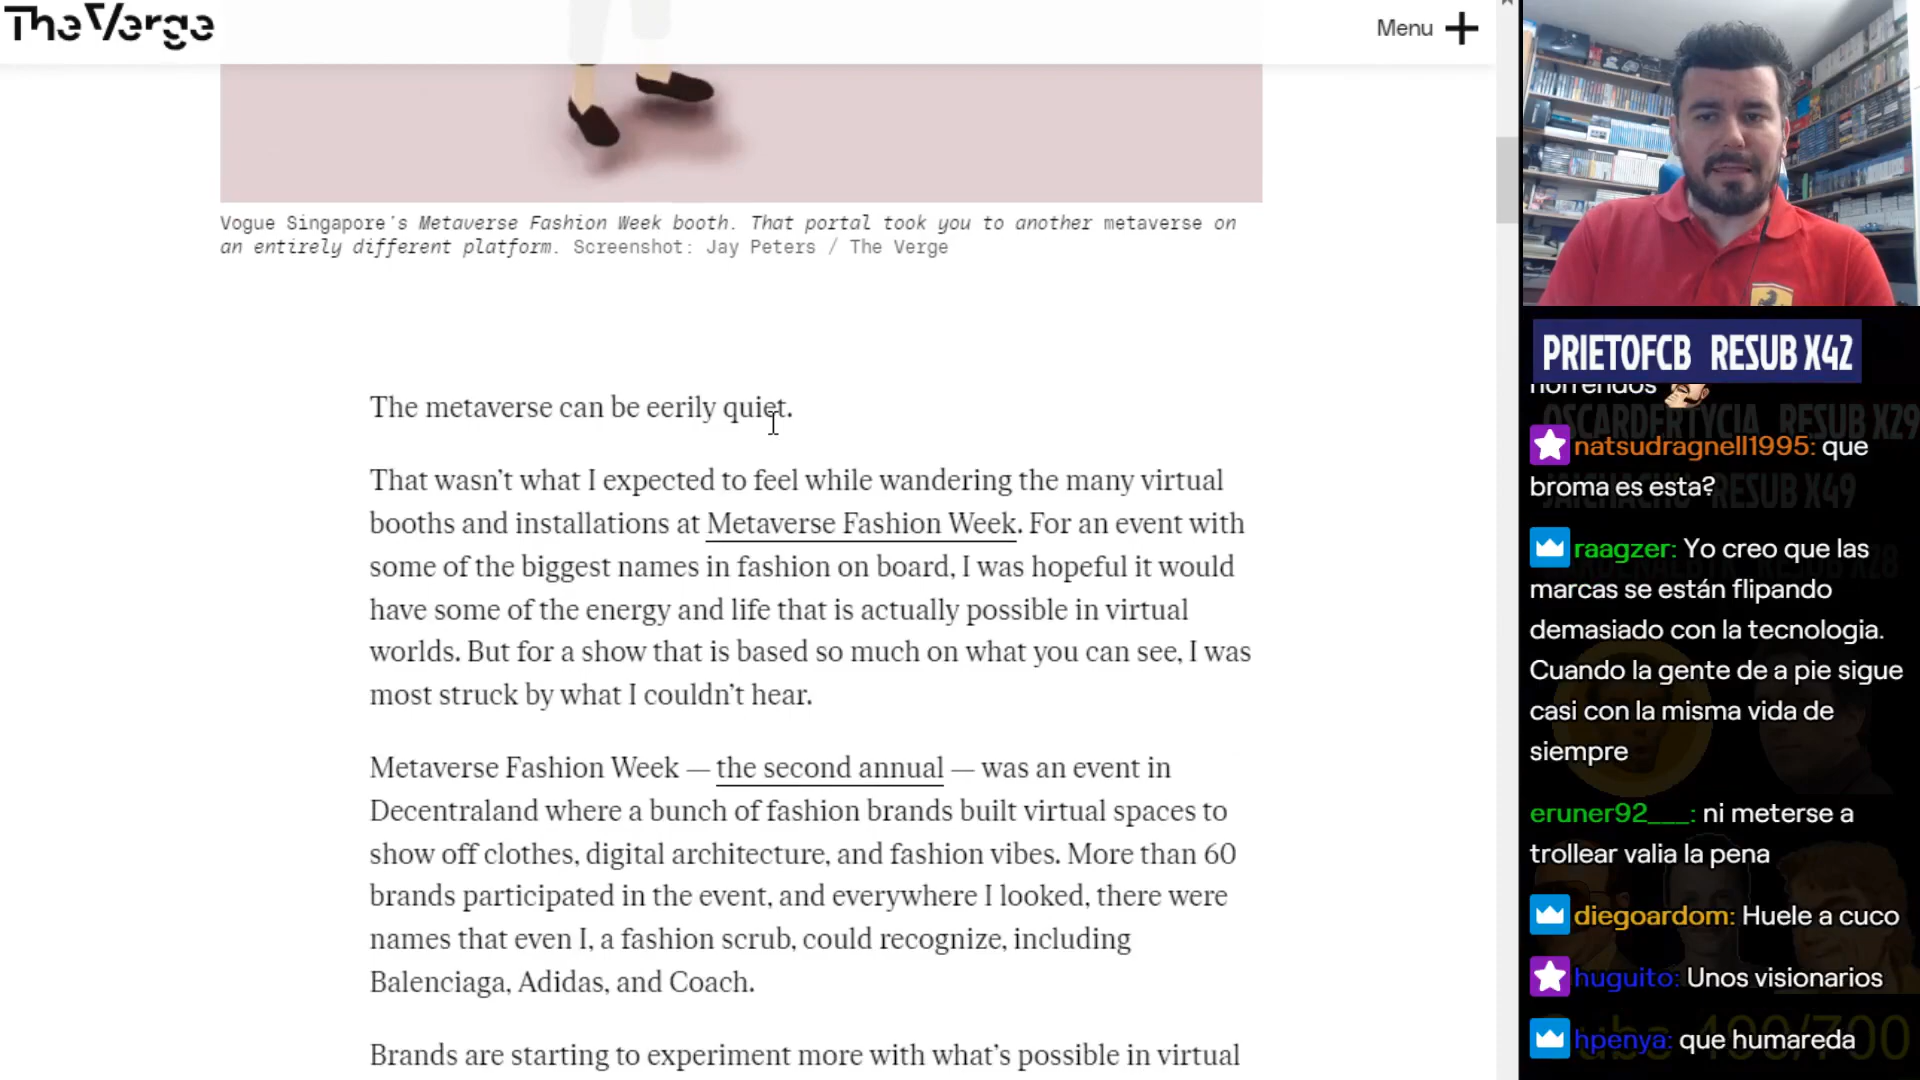 The Verge
Menu
Vogue Singapore's Metaverse Fashion Week booth. That portal took you to another metaverse on
an entirely different platform. Screenshot: Jay Peters / The Verge
The metaverse can be eerily quiet.
That wasn't what I expected to feel while wandering the many virtual
booths and installations at Metaverse Fashion Week. For an event with
some of the biggest names in fashion on board, I was hopeful it would
have some of the energy and life that is actually possible in virtual
worlds. But for a show that is based so much on what you can see, I was
most struck by what I couldn't hear.
Metaverse Fashion Week — the second annual — was an event in
Decentraland where a bunch of fashion brands built virtual spaces to
show off clothes, digital architecture, and fashion vibes. More than 60
brands participated in the event, and everywhere I looked, there were
names that even I, a fashion scrub, could recognize, including
Balenciaga, Adidas, and Coach.
Brands are starting to experiment more with what's possible in virtual
PRIETOFCB RESUB X42
horrendos
OSCARDERTYCIA RESUB X29
natsudragnell1995: que
broma es esta?
RESUB X49
raagzer: Yo creo que las
marcas se están flipando
demasiado con la tecnologia.
Cuando la gente de a pie sigue
casi con la misma vida de
siempre
eruner92___: ni meterse a
trollear valia la pena
diegoardom: Huele a cuco
huguito: Unos visionarios
hpenya: que humareda